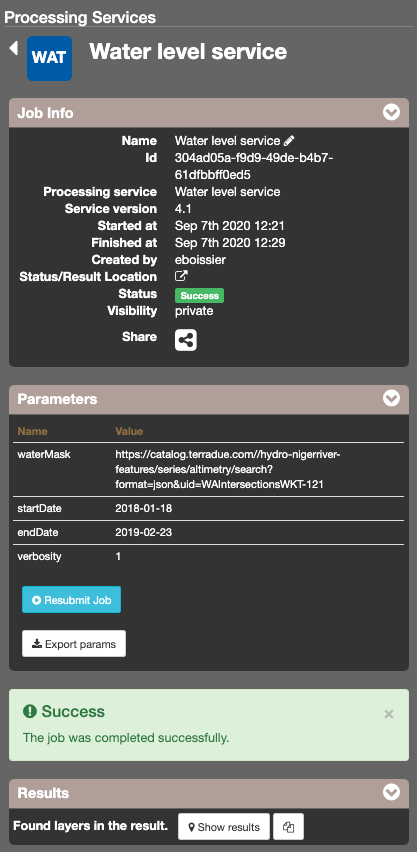 Processing Services
WAT
Water level service
Job Info
Name Water level service
Id 304ad05a-f9d9-49de-b4b7-
61dfbbff0ed5
Processing service Water level service
Service version 4.1
Started at Sep 7th 2020 12:21
Finished at Sep 7th 2020 12:29
Created by eboissier
Status/Result Location
Status Success
Visibility private
Share
Parameters
Name Value
waterMask https://catalog.terradue.com//hydro-nigerriver-
features/series/altimetry/search?
format=json&uid=WAIntersectionsWKT-121
startDate 2018-01-18
endDate 2019-02-23
verbosity 1
Resubmit Job
Export params
Success ×
The job was completed successfully.
Results
Found layers in the result. Show results